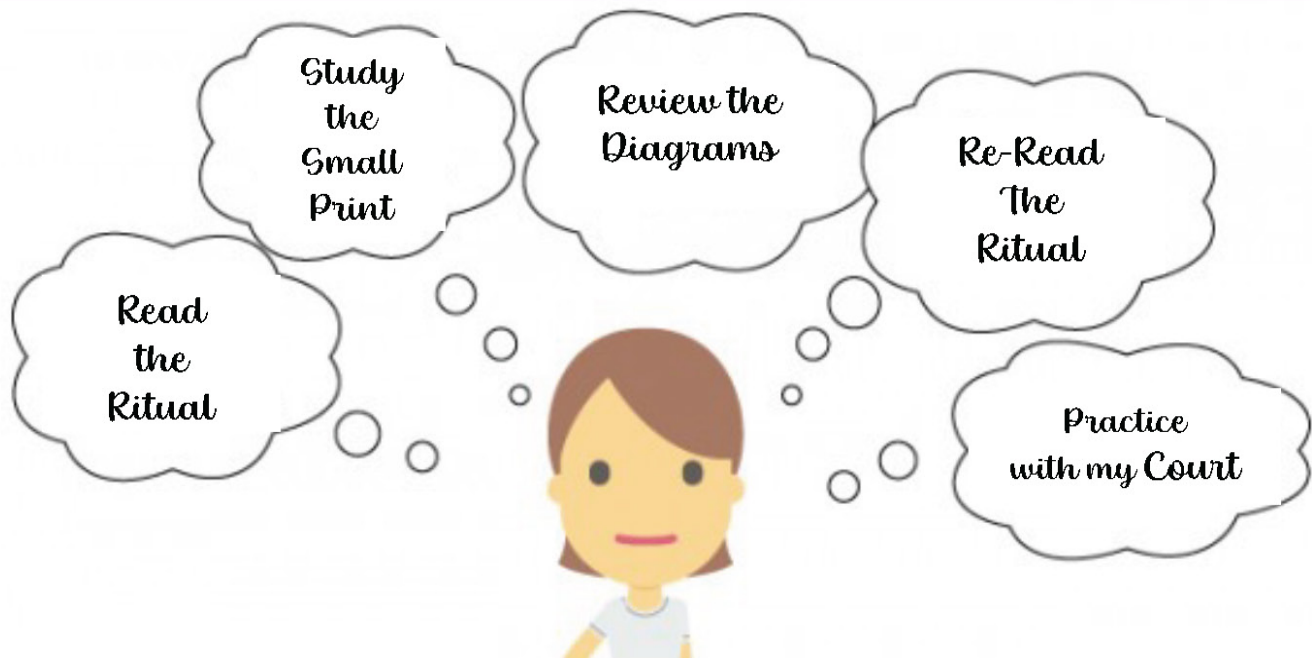 Read
the
Ritual
Study
the
Small
Print
Review the
Diagrams
Re-Read
The
Ritual
Practice
with my Court